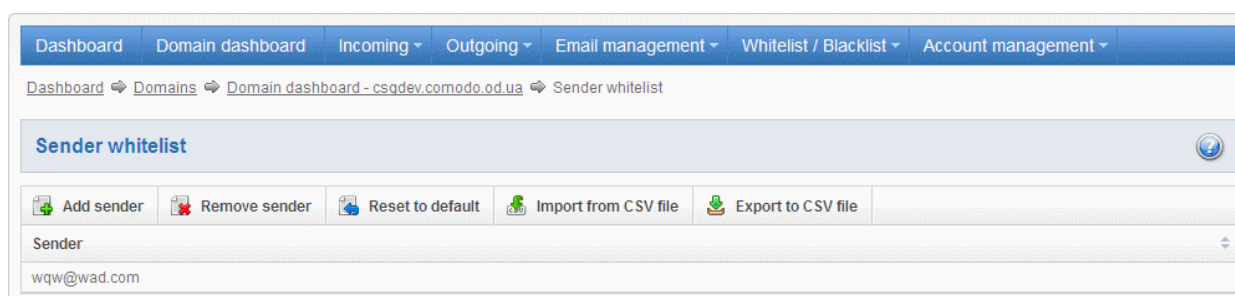 Dashboard Domain dashboard Incoming Outgoing Email management Whitelist / Blacklist Account management
Dashboard Domains Domain dashboard - csqdev.comodo.od.ua Sender whitelist
Sender whitelist
Add sender Remove sender Reset to default Import from CSV file Export to CSV file
Sender
wqw@wad.com